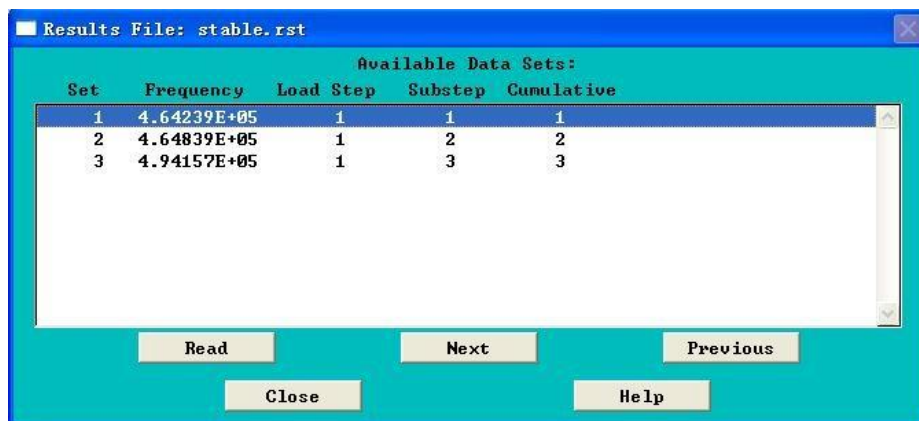 Results File: stable.rst
Available Data Sets:
Set Frequency Load Step Substep Cumulative
1 4.64239E+05 1 1 1
2 4.64839E+05 1 2 2
3 4.94157E+05 1 3 3
Read Next Previous
Close Help